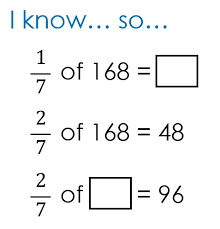 I know... so...
1/7 of 168 =
2/7 of 168 = 48
2/7 of = 96